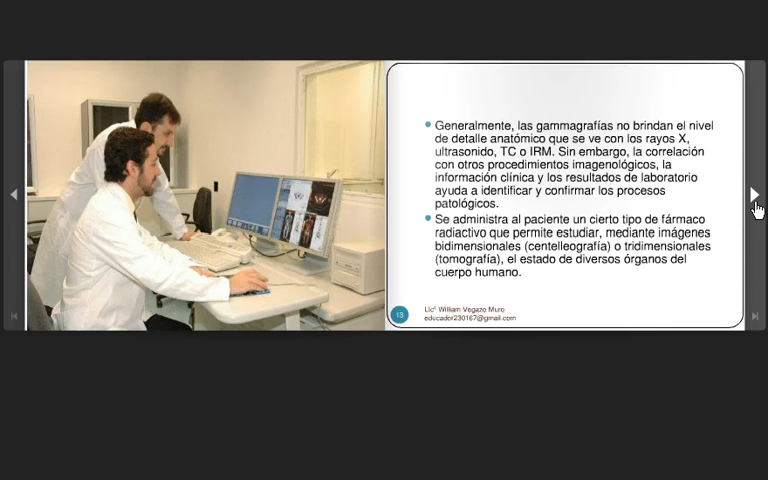 Generalmente, las gammagrafías no brindan el nivel
de detalle anatómico que se ve con los rayos X,
ultrasonido, TC o IRM. Sin embargo, la correlación
con otros procedimientos imagenológicos, la
información clínica y los resultados de laboratorio
ayuda a identificar y confirmar los procesos
patológicos.
Se administra al paciente un cierto tipo de fármaco
radiactivo que permite estudiar, mediante imágenes
bidimensionales (centelleografía) o tridimensionales
(tomografía), el estado de diversos órganos del
cuerpo humano.
13
LIc° William Vegazo Muro
educador230167@gmail.com